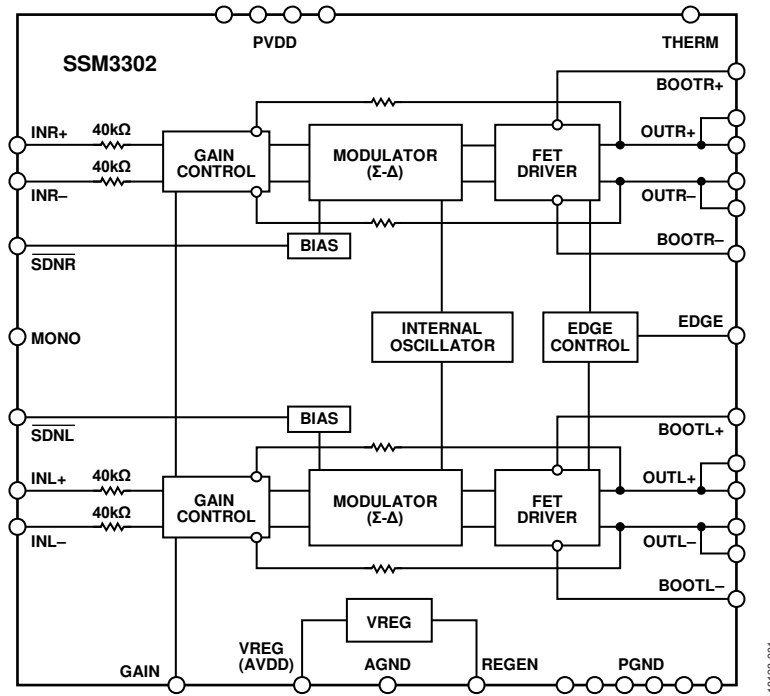 PVDD
THERM
SSM3302
BOOTR+
INR+
40kΩ
OUTR+
GAIN
CONTROL
MODULATOR
(Σ-Δ)
FET
DRIVER
40kΩ
INR–
OUTR–
BIAS
BOOTR–
SDNR
MONO
INTERNAL
OSCILLATOR
EDGE
CONTROL
EDGE
BIAS
SDNL
BOOTL+
INL+
40kΩ
OUTL+
GAIN
CONTROL
MODULATOR
(Σ-Δ)
FET
DRIVER
40kΩ
INL–
OUTL–
BOOTL–
VREG
VREG
(AVDD)
GAIN
AGND
REGEN
PGND